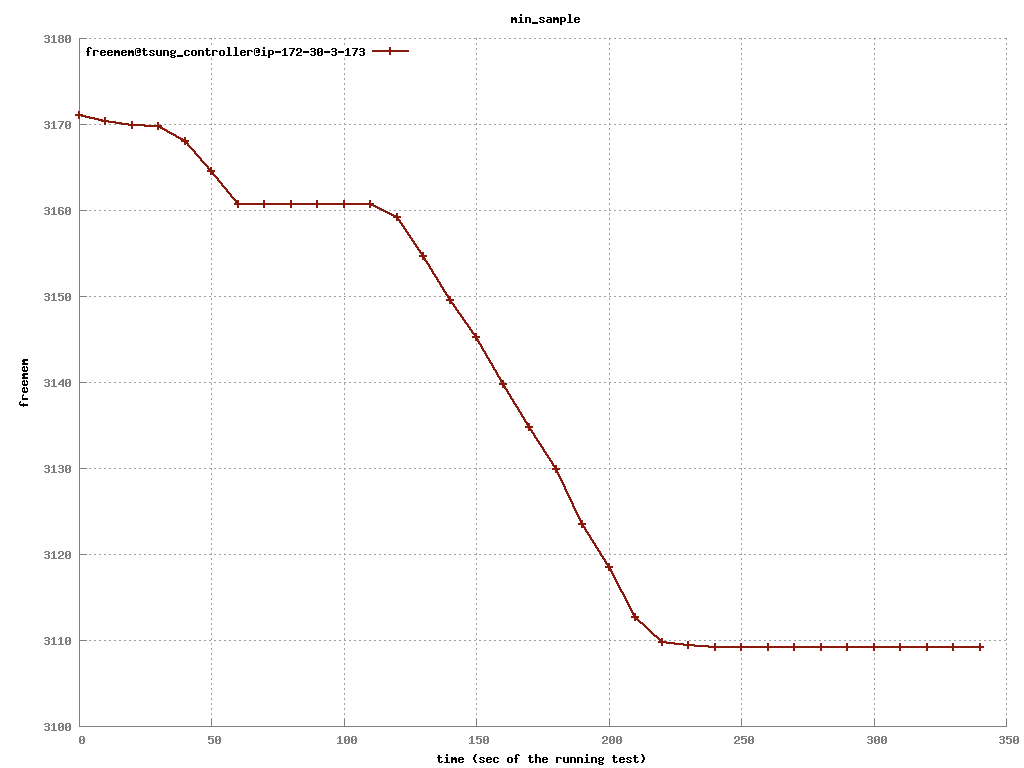 min_sample
3180
freemem@tsung_controller@ip-172-30-3-173
3170
3160
3150
3140
freemem
3130
3120
3110
3100
0 50 100 150 200 250 300 350
time (sec of the running test)